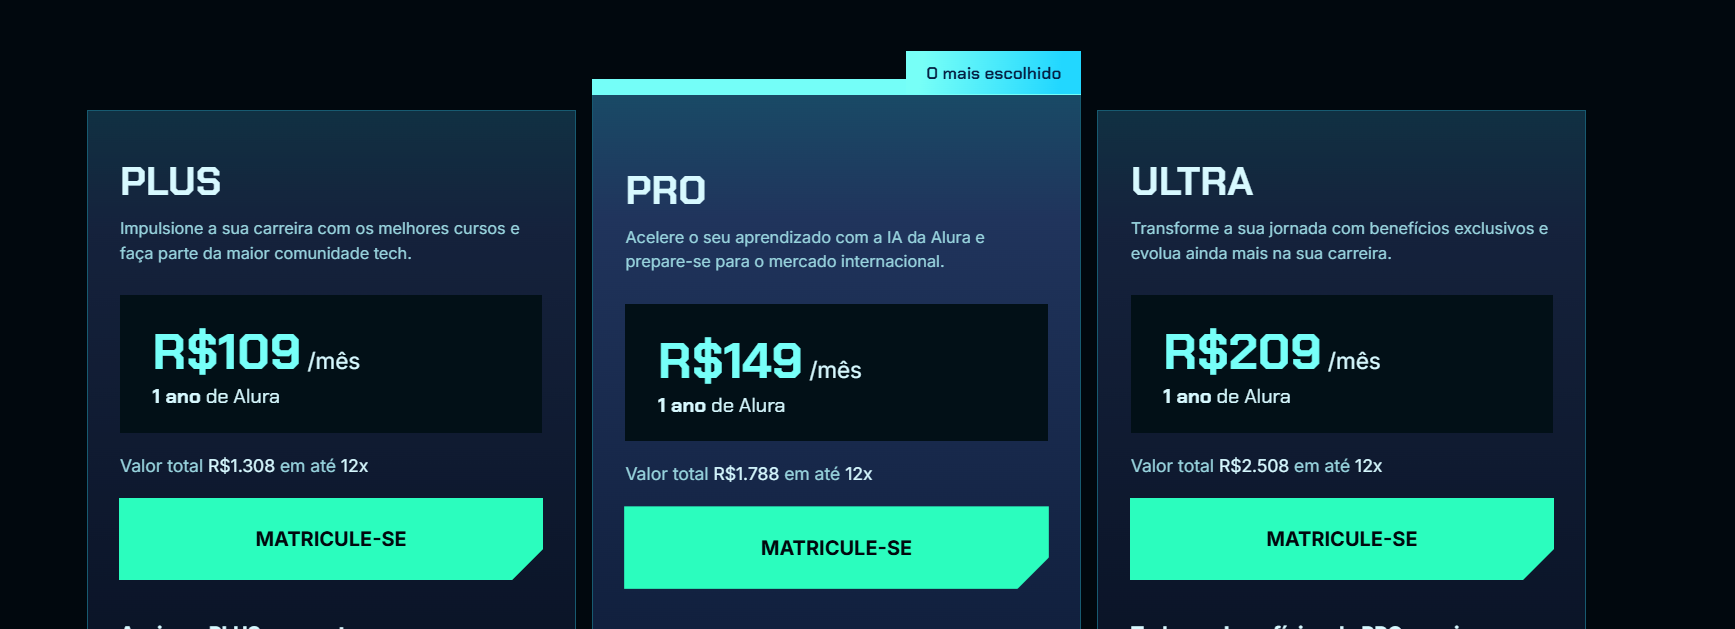 O mais escolhido
PLUS
Impulsione a sua carreira com os melhores cursos e
faça parte da maior comunidade tech.
R$109 /mês
1 ano de Alura
Valor total R$1.308 em até 12x
MATRICULE-SE
PRO
Acelere o seu aprendizado com a IA da Alura e
prepare-se para o mercado internacional.
R$149 /mês
1 ano de Alura
Valor total R$1.788 em até 12x
MATRICULE-SE
ULTRA
Transforme a sua jornada com benefícios exclusivos e
evolua ainda mais na sua carreira.
R$209 /mês
1 ano de Alura
Valor total R$2.508 em até 12x
MATRICULE-SE